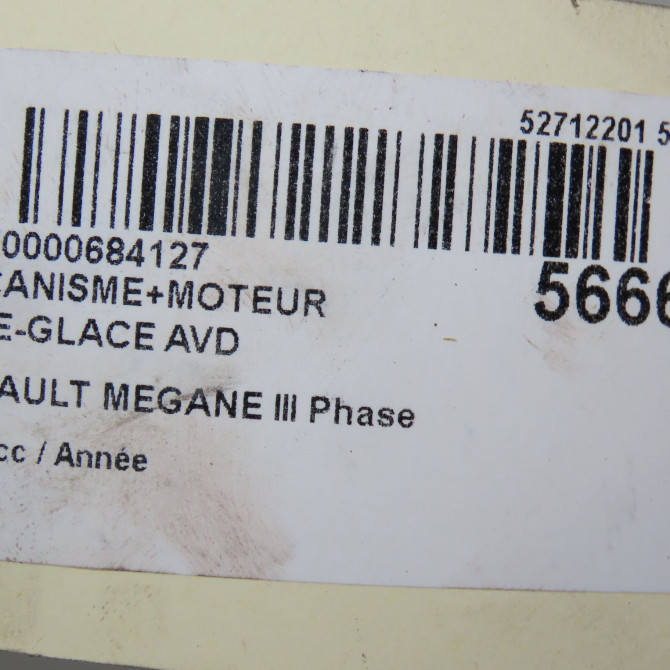 52712201 5
0000684127
CANISME+MOTEUR
E-GLACE AVD
5666
AULT MEGANE III Phase
cc / Année